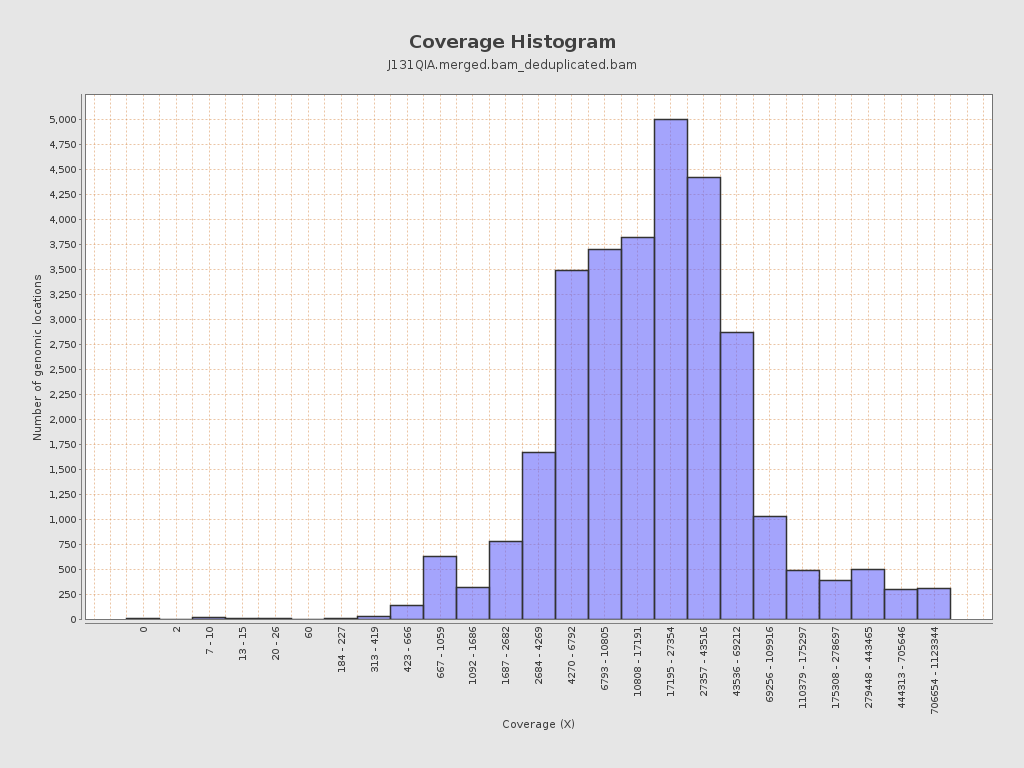 Coverage Histogram
J131QIA.merged.bam_deduplicated.bam
Number of genomic locations
5,000
4,750
4,500
4,250
4,000
3,750
3,500
3,250
3,000
2,750
2,500
2,250
2,000
1,750
1,500
1,250
1,000
750
500
250
0
0
2
7 - 10
13 - 15
20 - 26
60
184 - 227
313 - 419
423 - 666
667 - 1059
1092 - 1686
1687 - 2682
2684 - 4269
4270 - 6792
6793 - 10805
10808 - 17191
17195 - 27354
27357 - 43516
43536 - 69212
69256 - 109916
110379 - 175297
175308 - 278697
279448 - 443465
444313 - 705646
706654 - 1123344
Coverage (X)